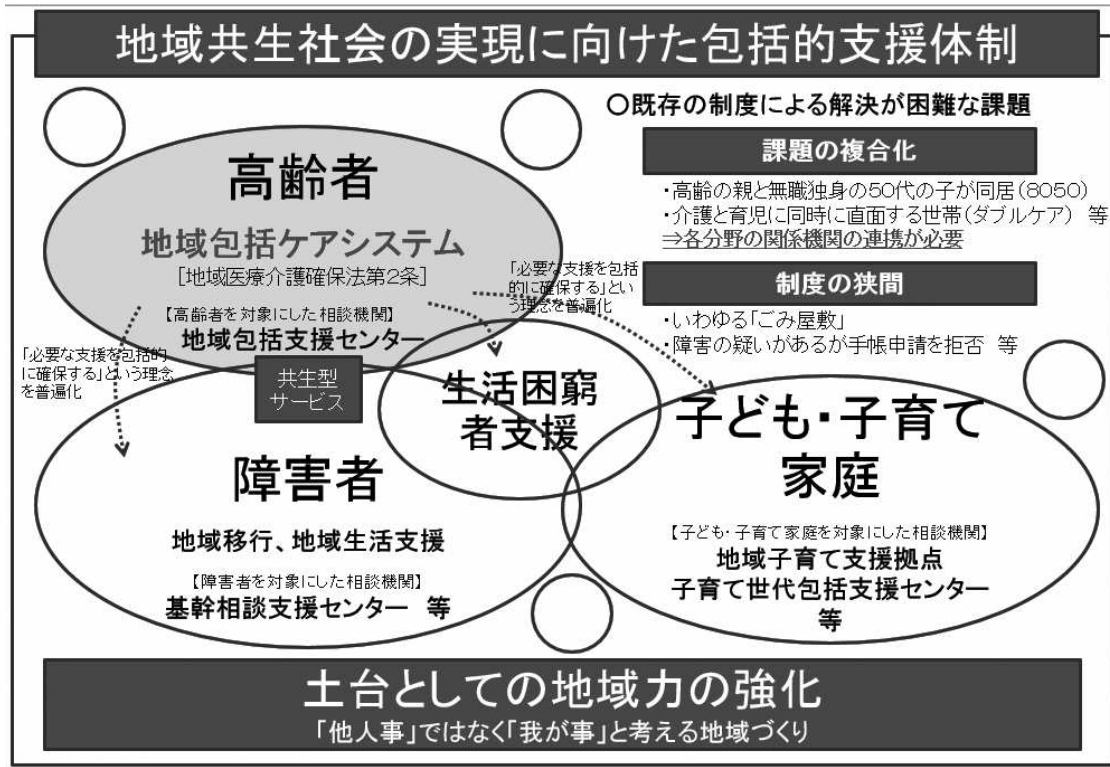 地域共生社会の実現に向けた包括的支援体制
○既存の制度による解決が困難な課題
課題の複合化
・高齢の親と無職独身の50代の子が同居(8050)
・介護と育児に同時に直面する世帯(ダブルケア) 等
⇒各分野の関係機関の連携が必要
制度の狭間
・いわゆる「ごみ屋敷」
・障害の疑いがあるが手帳申請を拒否 等
高齢者
地域包括ケアシステム
[地域医療介護確保法第2条]
【高齢者を対象にした相談機関】
地域包括支援センター
「必要な支援を包括
的に確保する」とい
う理念を普遍化
「必要な支援を包括的
に確保する」という理念
を普遍化
共生型
サービス
生活困窮
者支援
障害者
地域移行、地域生活支援
【障害者を対象にした相談機関】
基幹相談支援センター 等
子ども・子育て
家庭
【子ども・子育て家庭を対象にした相談機関】
地域子育て支援拠点
子育て世代包括支援センター
等
土台としての地域力の強化
「他人事」ではなく「我が事」と考える地域づくり